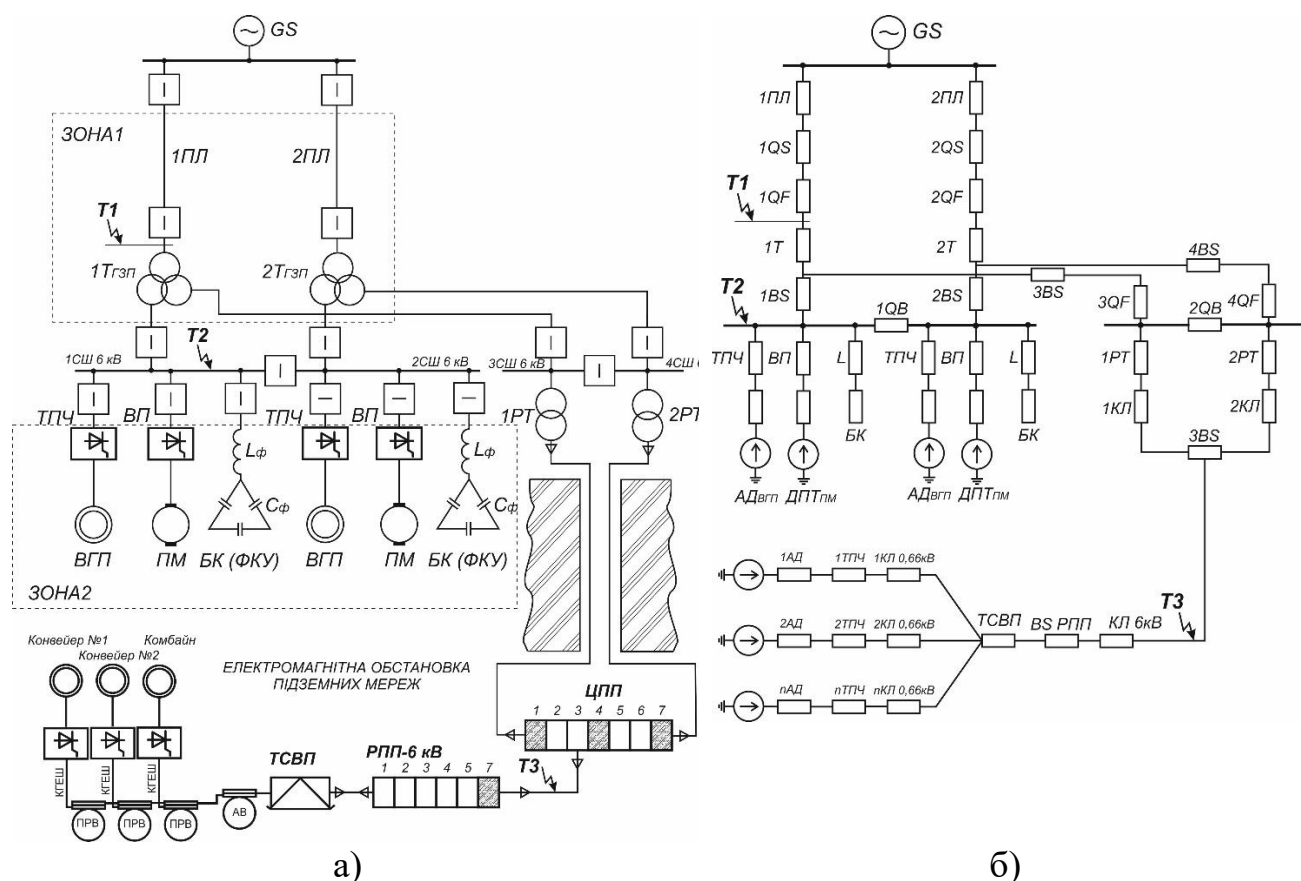 GS
ЗОНА1
1ПЛ
2ПЛ
T1
1TГЗП
2TГЗП
T2
1СШ 6 кВ
2СШ 6 кВ
3СШ 6 кВ
4СШ 6
ТПЧ
ВП
ТПЧ
ВП
1РТ
2РТ
Lф
Lф
Cф
Cф
ВГП
ПМ
БК (ФКУ)
ВГП
ПМ
БК (ФКУ)
ЗОНА2
Конвейер №1
Конвейер №2
Комбайн
ЕЛЕКТРОМАГНІТНА ОБСТАНОВКА
ПІДЗЕМНИХ МЕРЕЖ
ЦПП
1 2 3 4 5 6 7
ТСВП
РПП-6 кВ
1 2 3 4 5 7
T3
КГЕШ
КГЕШ
КГЕШ
ПРВ
ПРВ
ПРВ
АВ
а)
GS
1ПЛ
2ПЛ
1QS
2QS
1QF
2QF
T1
1T
2T
4BS
3BS
T2
1BS
2BS
3QF
4QF
1QB
2QB
ТПЧ
ВП
L
ТПЧ
ВП
L
1РТ
2РТ
1КЛ
2КЛ
БК
БК
3BS
АДВГП
ДПТПМ
АДВГП
ДПТПМ
1АД
1ТПЧ
1КЛ 0,66кВ
2АД
2ТПЧ
2КЛ 0,66кВ
ТСВП
BS РПП
КЛ 6кВ
T3
nАД
nТПЧ
nКЛ 0,66кВ
б)